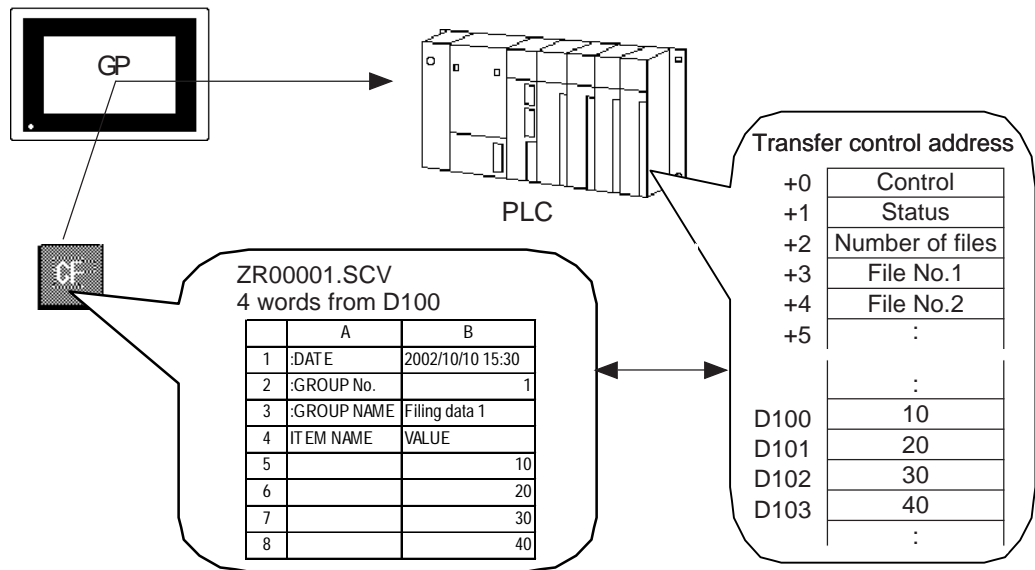 GP
PLC
CF
ZR00001.SCV
4 words from D100
A B
1 :DATE 2002/10/10 15:30
2 :GROUP No. 1
3 :GROUP NAME Filing data 1
4 ITEM NAME VALUE
5 10
6 20
7 30
8 40
Transfer control address
+0 Control
+1 Status
+2 Number of files
+3 File No.1
+4 File No.2
+5 :
:
D100 10
D101 20
D102 30
D103 40
: